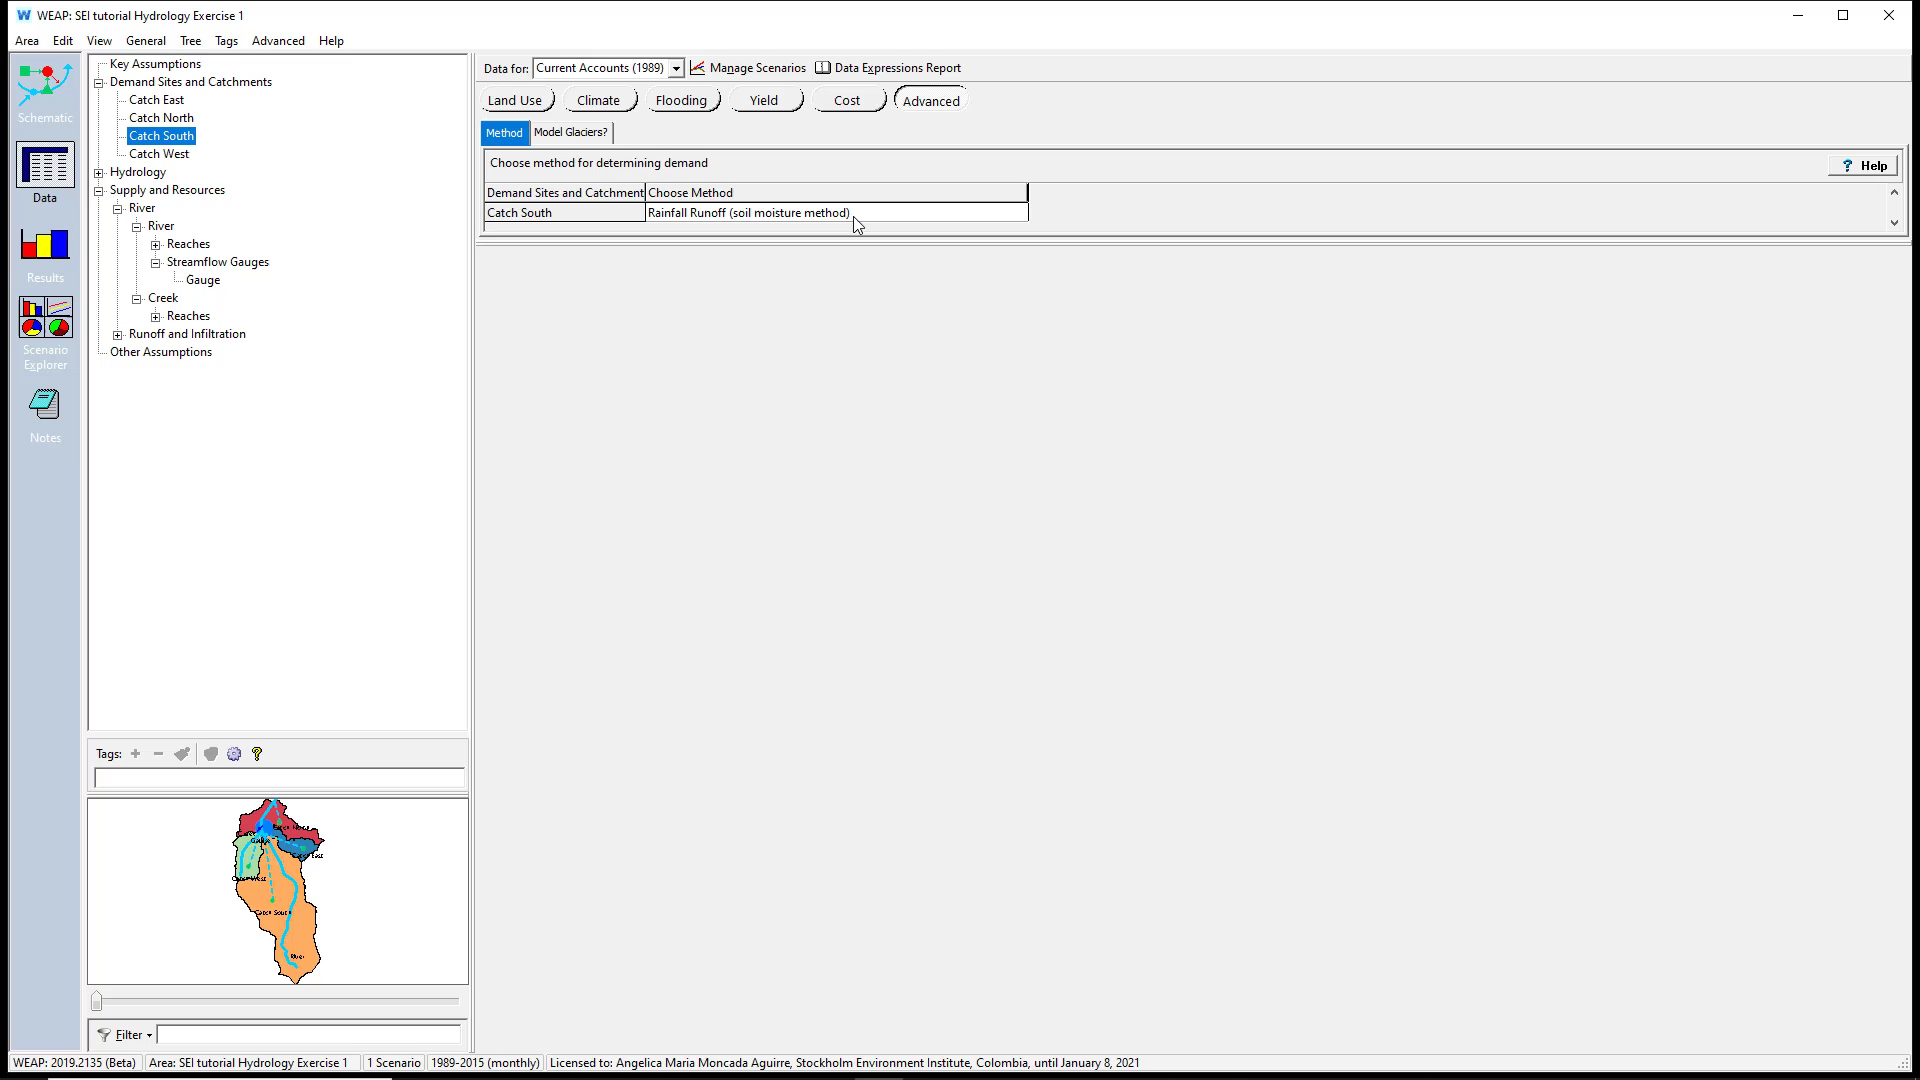 WEAP: SEI tutorial Hydrology Exercise 1
Area Edit View General Tree Tags Advanced Help
Schematic
Data
Results
Scenario
Explorer
Notes
Key Assumptions
Demand Sites and Catchments
Catch East
Catch North
Catch South
Catch West
Hydrology
Supply and Resources
River
River
Reaches
Streamflow Gauges
Gauge
Creek
Reaches
Runoff and Infiltration
Other Assumptions
Data for: Current Accounts (1989) Manage Scenarios Data Expressions Report
Land Use Climate Flooding Yield Cost Advanced
Method Model Glaciers?
Choose method for determining demand
? Help
Demand Sites and Catchment Choose Method
Catch South Rainfall Runoff (soil moisture method)
Tags:
Catch South
River
Filter
WEAP: 2019.2135 (Beta) Area: SEI tutorial Hydrology Exercise 1 1 Scenario 1989-2015 (monthly) Licensed to: Angelica Maria Moncada Aguirre, Stockholm Environment Institute, Colombia, until January 8, 2021